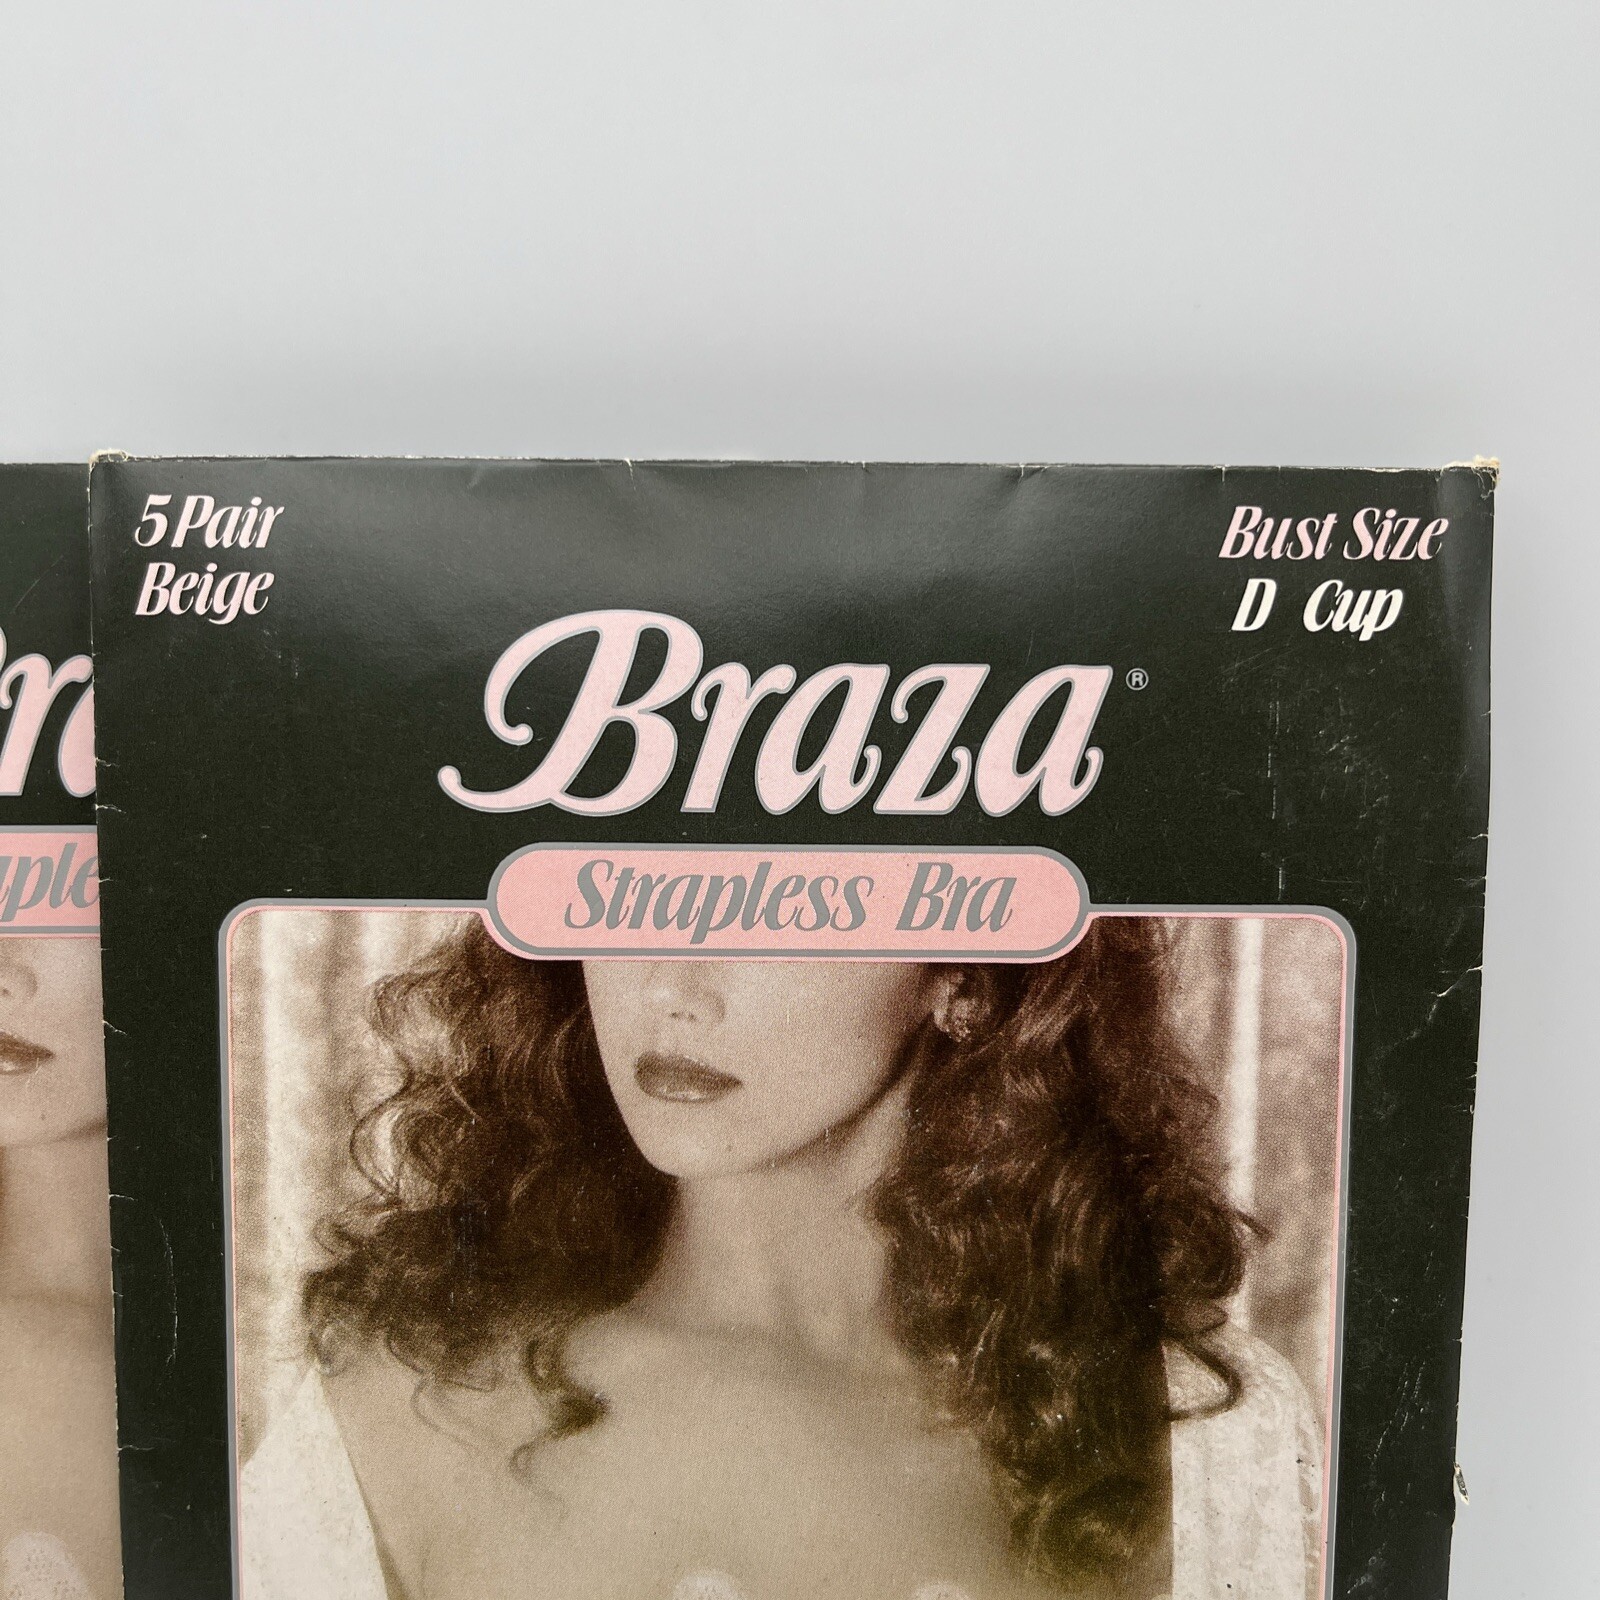 5 Pair
Beige
Bust Size
D Cup
Braza®
Strapless Bra